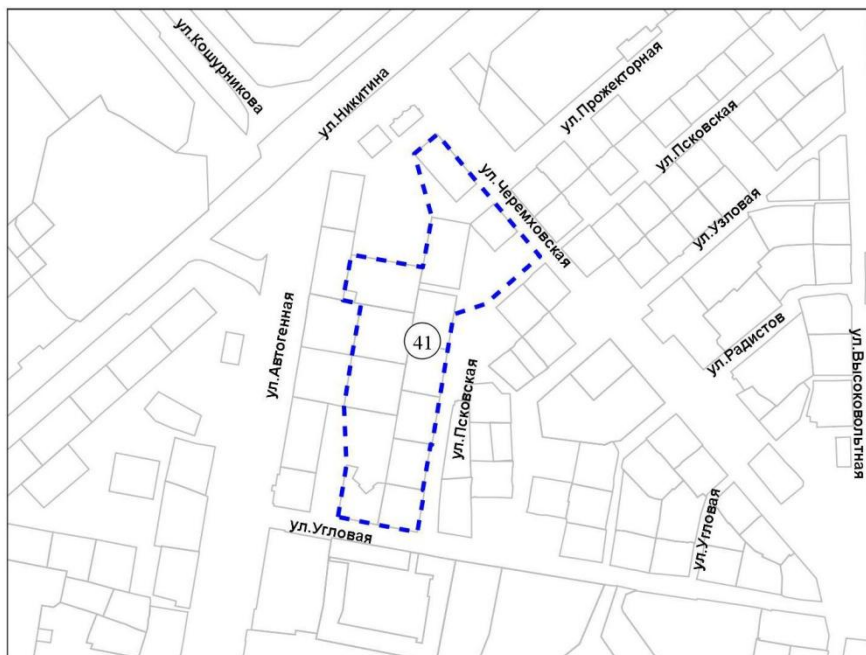 ул.Кошурникова
ул.Никитина
ул.Прожекторная
ул.Псковская
ул.Черемховская
ул.Узловая
ул.Автогенная
41
ул.Радистов
ул.Высоковольтная
ул.Псковская
ул.Угловая
ул.Угловая